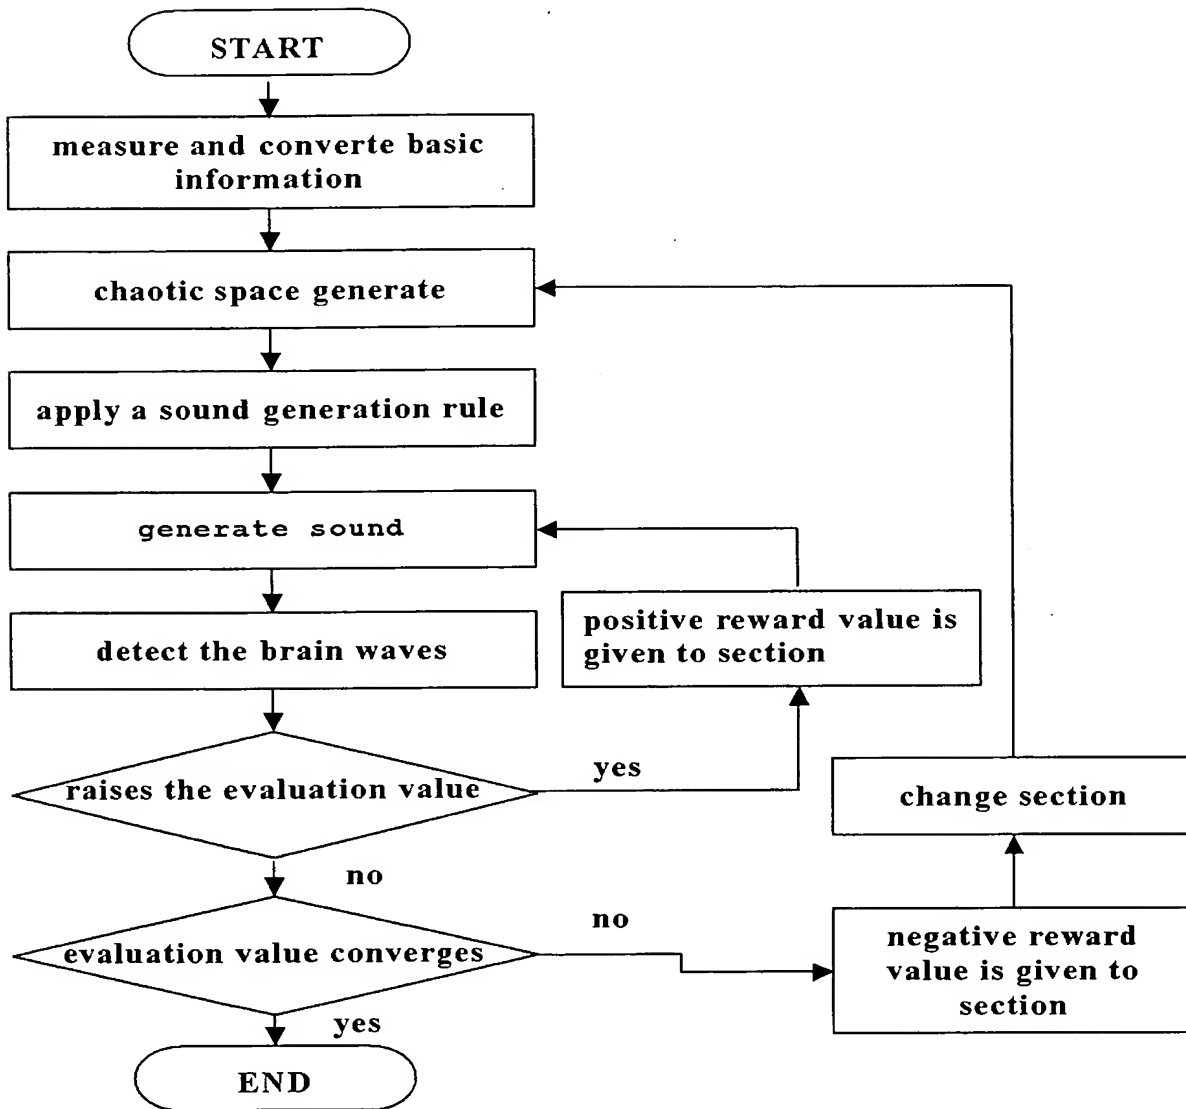 START
measure and converte basic
information
chaotic space generate
apply a sound generation rule
generate sound
positive reward value is
given to section
detect the brain waves
yes
raises the evaluation value
change section
no
no
evaluation value converges
negative reward
value is given to
section
yes
END